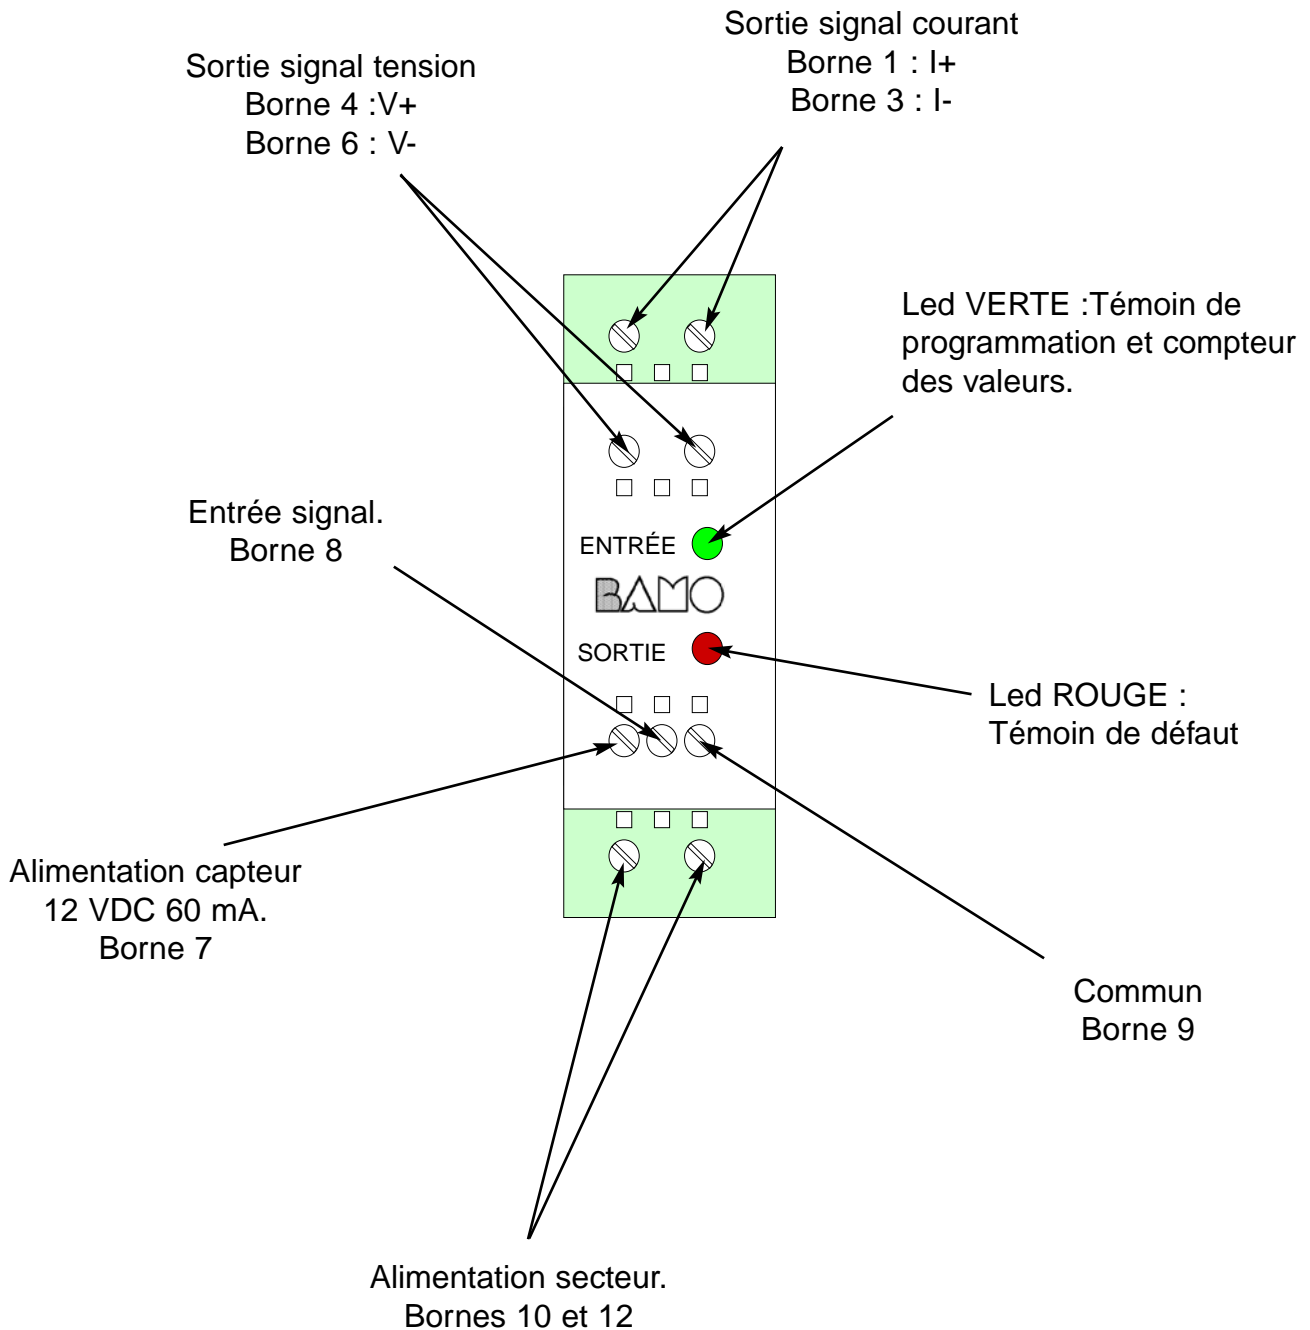 Sortie signal courant
Borne 1 : I+
Borne 3 : I-
Sortie signal tension
Borne 4 :V+
Borne 6 : V-
Led VERTE :Témoin de
programmation et compteur
des valeurs.
Entrée signal.
Borne 8
ENTRÉE
BAMO
SORTIE
Led ROUGE :
Témoin de défaut
Alimentation capteur
12 VDC 60 mA.
Borne 7
Commun
Borne 9
Alimentation secteur.
Bornes 10 et 12